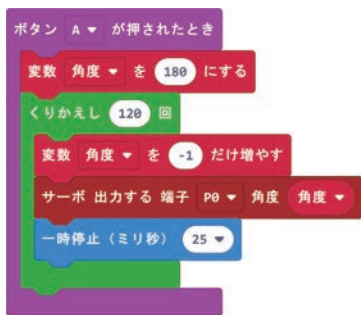 ボタン A が押されたとき
変数 角度 を 180 にする
くりかえし 120 回
変数 角度 を -1 だけ増やす
サーボ 出力する 端子 P0 角度 角度
一時停止（ミリ秒） 25